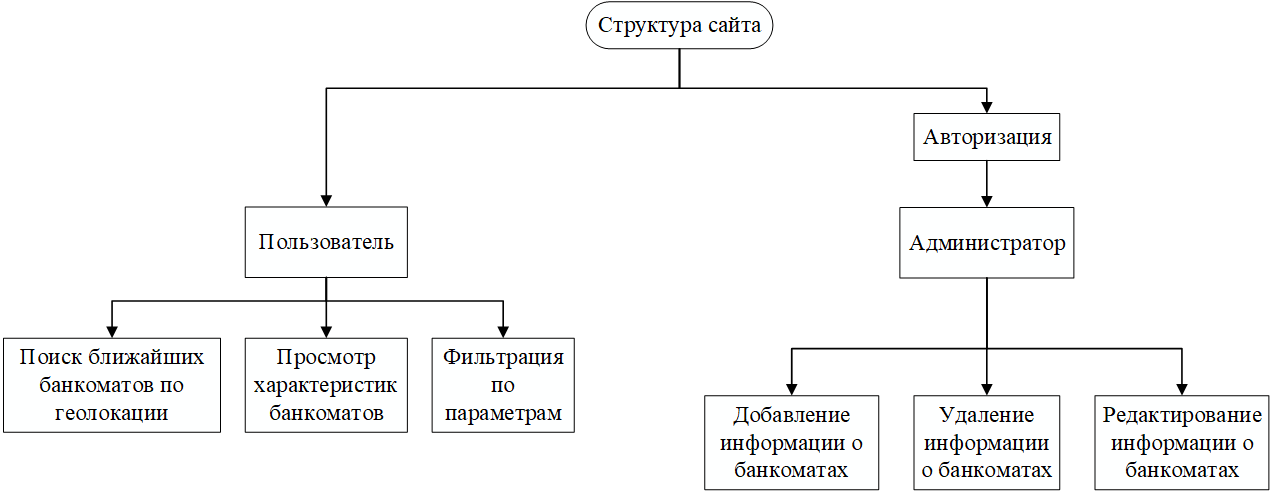 Структура сайта
Авторизация
Пользователь
Администратор
Поиск ближайших
банкоматов по
геолокации
Просмотр
характеристик
банкоматов
Фильтрация
по
параметрам
Добавление
информации о
банкоматах
Удаление
информации
о банкоматах
Редактирование
информации о
банкоматах